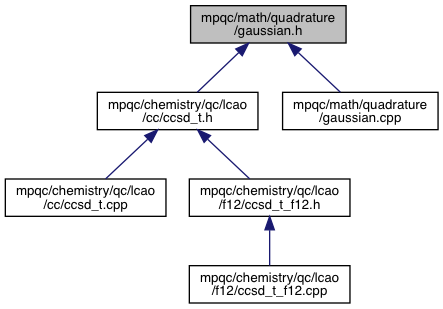 mpqc/math/quadrature
/gaussian.h
mpqc/chemistry/qc/lcao
/cc/ccsd_t.h
mpqc/math/quadrature
/gaussian.cpp
mpqc/chemistry/qc/lcao
/cc/ccsd_t.cpp
mpqc/chemistry/qc/lcao
/f12/ccsd_t_f12.h
mpqc/chemistry/qc/lcao
/f12/ccsd_t_f12.cpp